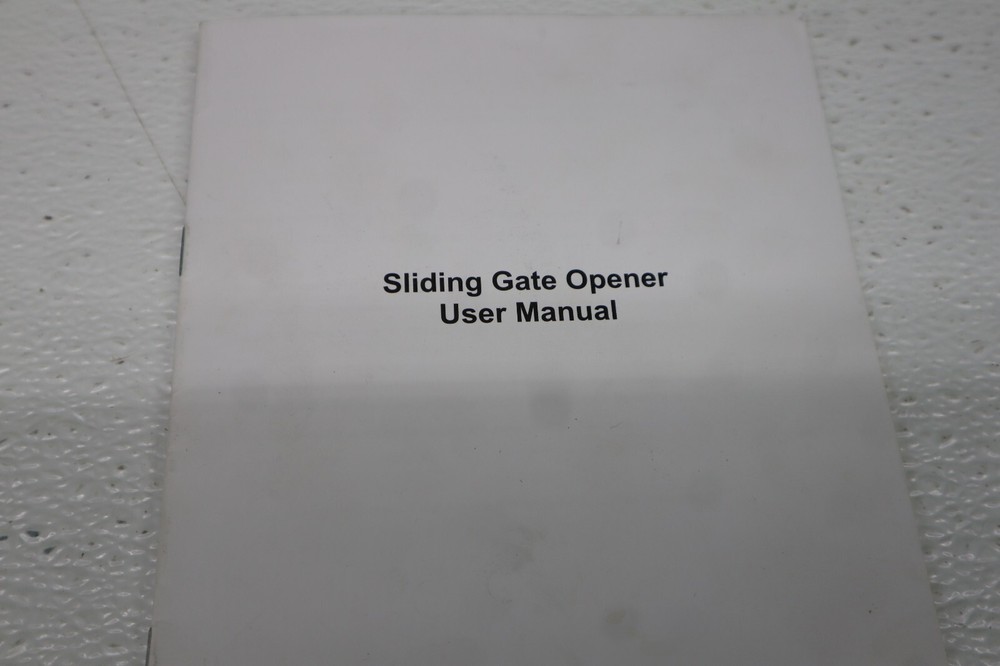 Sliding Gate Opener
User Manual